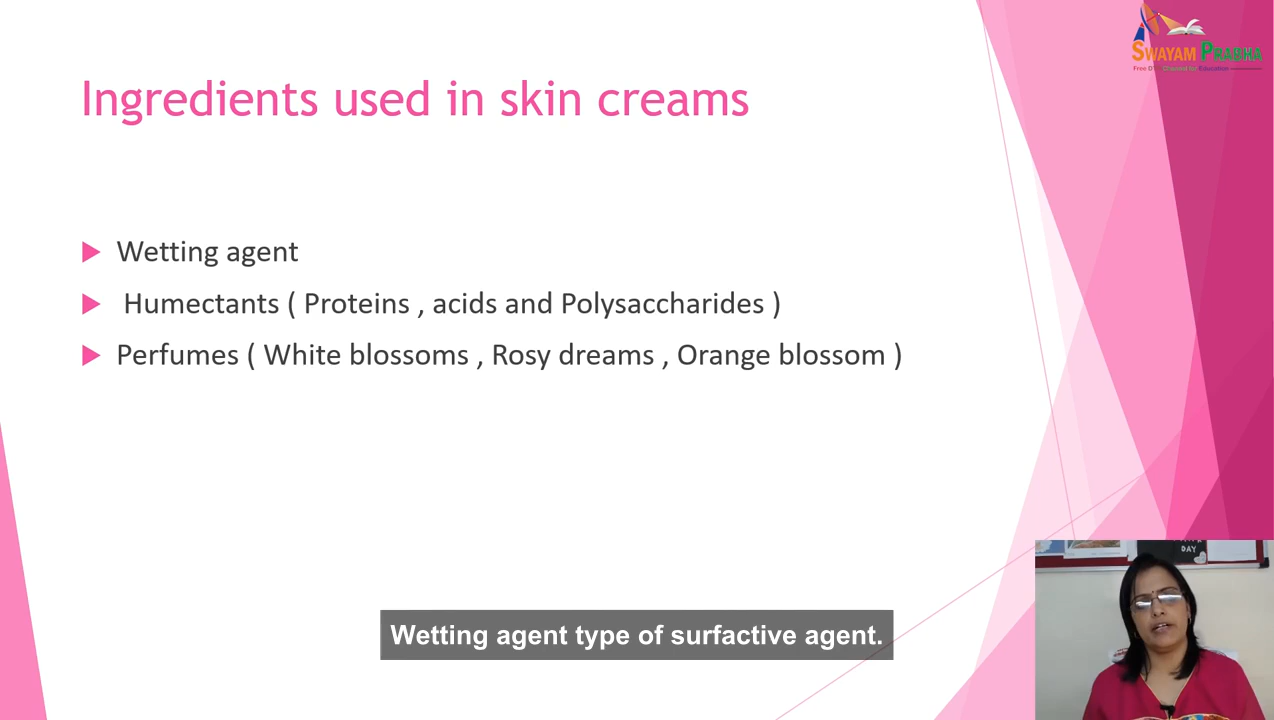 SWAYAM PRABHA
Ingredients used in skin creams
Wetting agent
Humectants ( Proteins , acids and Polysaccharides )
Perfumes ( White blossoms , Rosy dreams , Orange blossom )
DAY
Wetting agent type of surfactive agent.